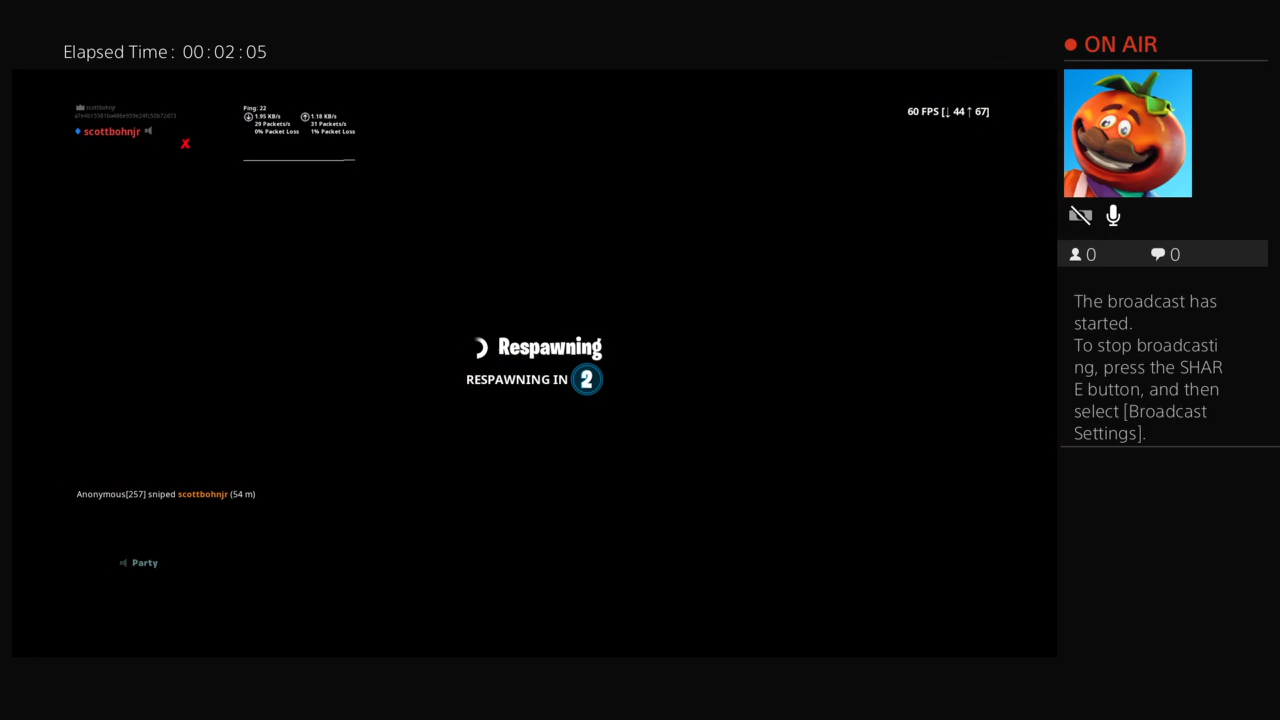 Elapsed Time: 00:02:05
ON AIR
scottbohnjr
scottbohnjr
X
Ping: 22
1.95 KB/s 1.18 KB/s
29 Packets/s 31 Packets/s
0% Packet Loss 1% Packet Loss
60 FPS [↓ 44 ↑ 67]
0 0
The broadcast has
started.
To stop broadcasti
ng, press the SHAR
E button, and then
select [Broadcast
Settings].
Respawning
RESPAWNING IN 2
Anonymous[257] sniped scottbohnjr (54 m)
Party